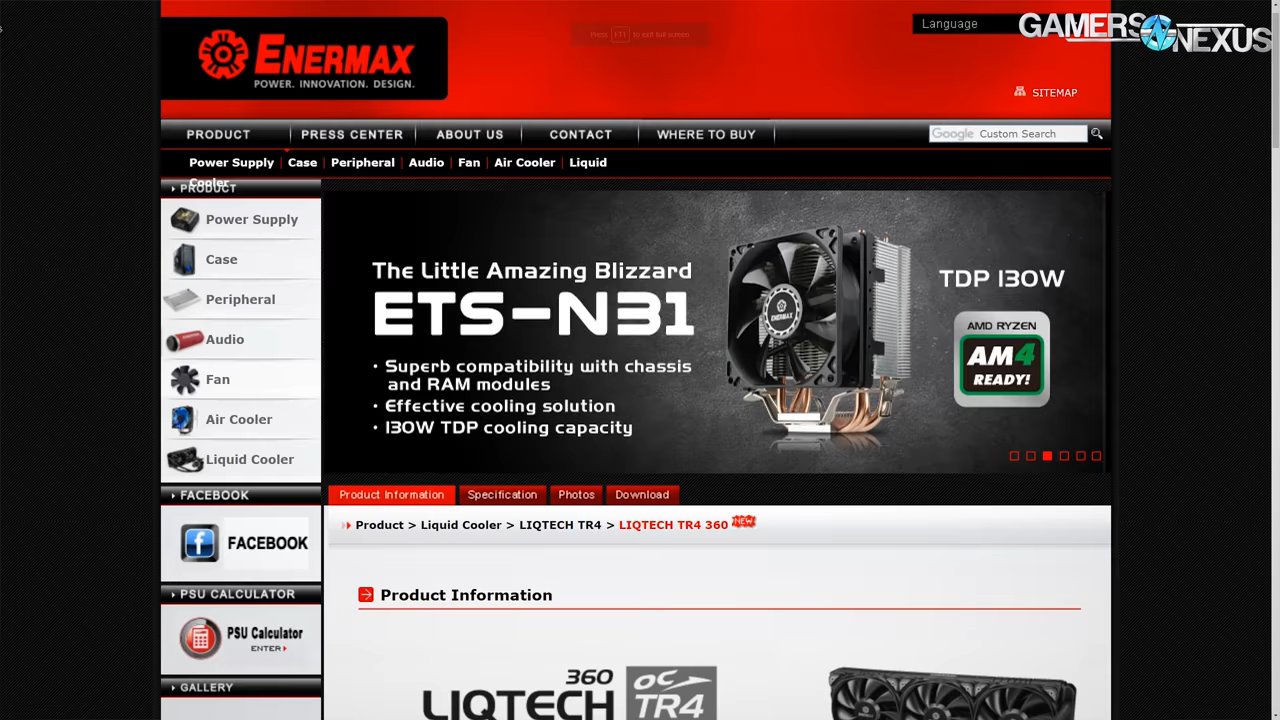 Press F11 to exit full screen
Language
GAMERS NEXUS
ENERMAX
POWER. INNOVATION. DESIGN.
SITEMAP
PRODUCT
PRESS CENTER
ABOUT US
CONTACT
WHERE TO BUY
Google Custom Search
Power Supply | Case | Peripheral | Audio | Fan | Air Cooler | Liquid
Cooler
PRODUCT
Power Supply
Case
Peripheral
Audio
Fan
Air Cooler
Liquid Cooler
The Little Amazing Blizzard
ETS-N31
• Superb compatibility with chassis
and RAM modules
• Effective cooling solution
• 130W TDP cooling capacity
ENERMAX
TDP 130W
AMD RYZEN
AM4
READY!
FACEBOOK
FACEBOOK
PSU CALCULATOR
PSU Calculator
ENTER
GALLERY
Product Information
Specification
Photos
Download
Product > Liquid Cooler > LIQTECH TR4 > LIQTECH TR4 360 NEW
Product Information
360
LIQTECH
OC
TR4